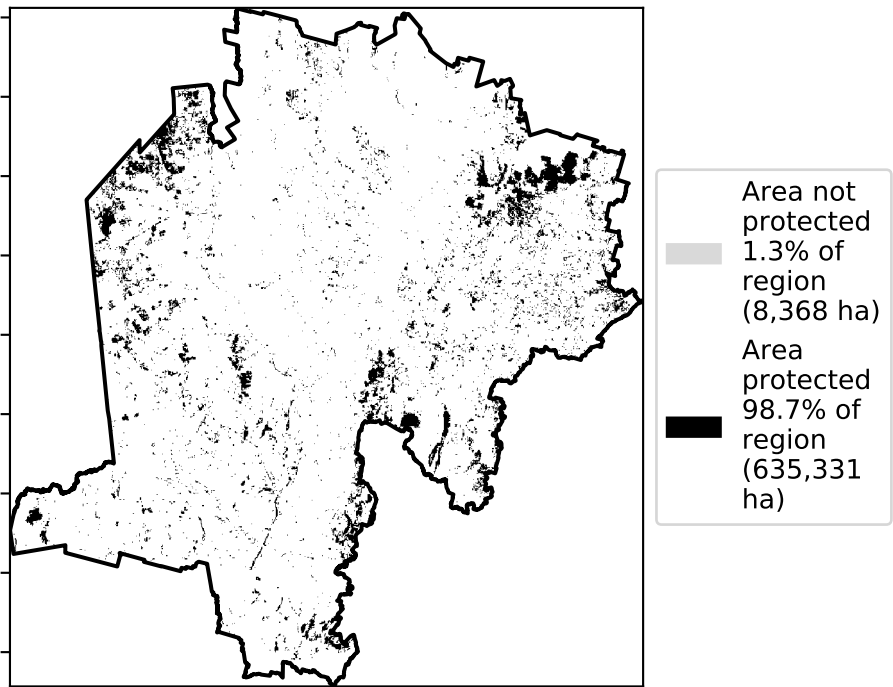 Area not
protected
1.3% of
region
(8,368 ha)
Area
protected
98.7% of
region
(635,331
ha)